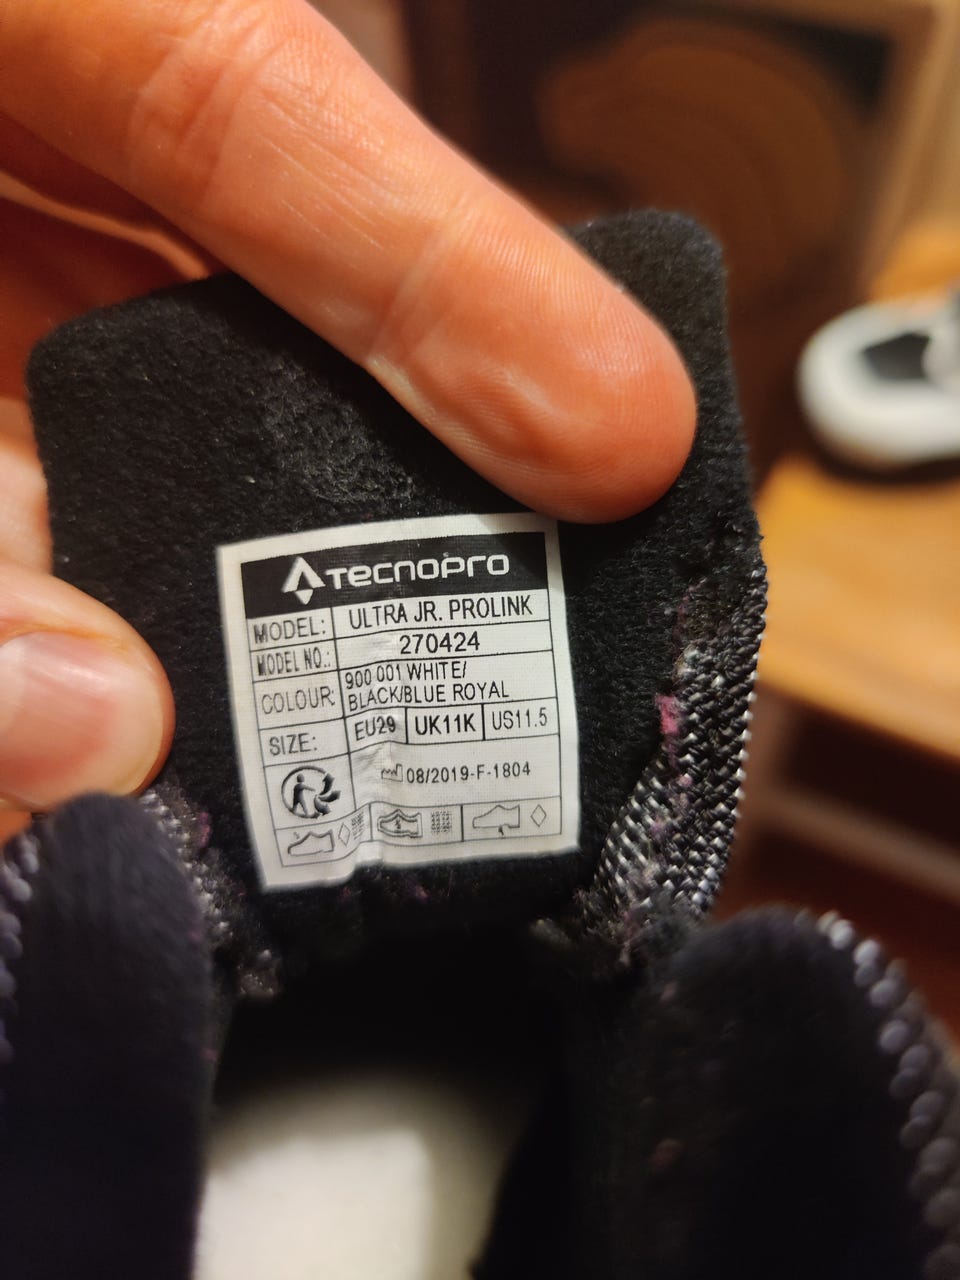 TECNOPRO
MODEL: ULTRA JR. PROLINK
MODEL NO.: 270424
COLOUR: 900 001 WHITE/
BLACK/BLUE ROYAL
SIZE: EU29 UK11K US11.5
08/2019-F-1804